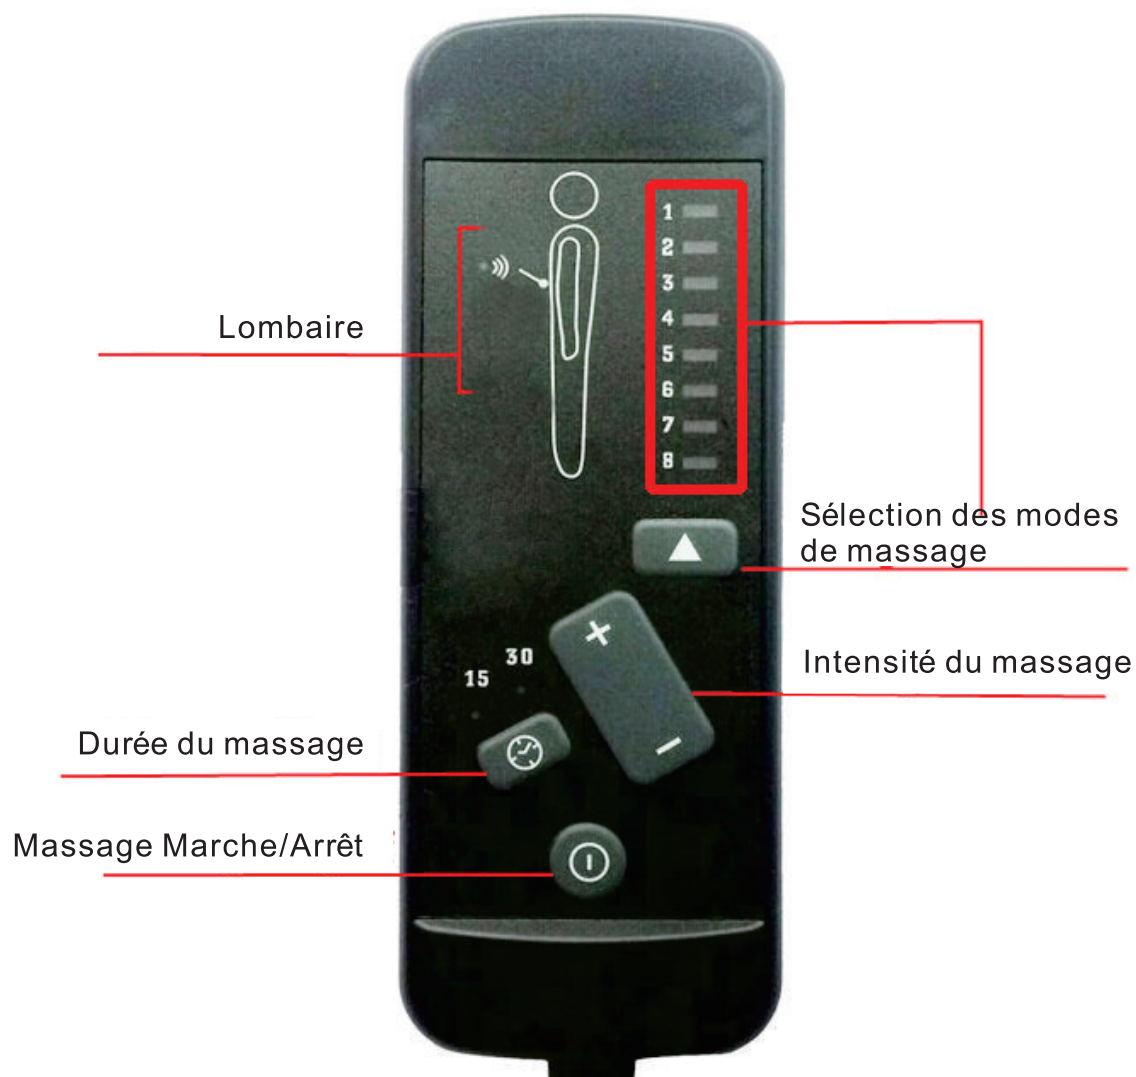 1
2
3
4
5
6
7
8
Lombaire
Sélection des modes
de massage
+
30
15
Intensité du massage
−
Durée du massage
Massage Marche/Arrêt